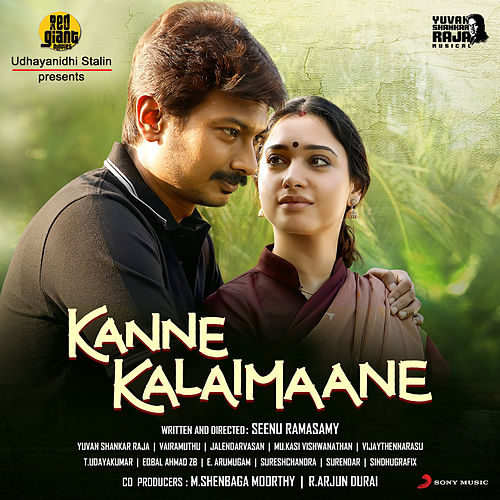 RED
GIANT
MOVIES
Udhayanidhi Stalin
presents
YUVAN
SHANKAR
RAJA
MUSICAL
KANNE
KALAIMAANE
WRITTEN AND DIRECTED: SEENU RAMASAMY
YUVAN SHANKAR RAJA | VAIRAMUTHU | JALENDARVASAN | MU.KASI VISHWANATHAN | VIJAYTHENNARASU
T.UDAYAKUMAR | EQBAL AHMAD ZB | E. ARUMUGAM | SURESHCHANDRA | SURENDAR | SINDHUGRAFIX
CO PRODUCERS : M.SHENBAGA MOORTHY | R.ARJUN DURAI
SONY MUSIC